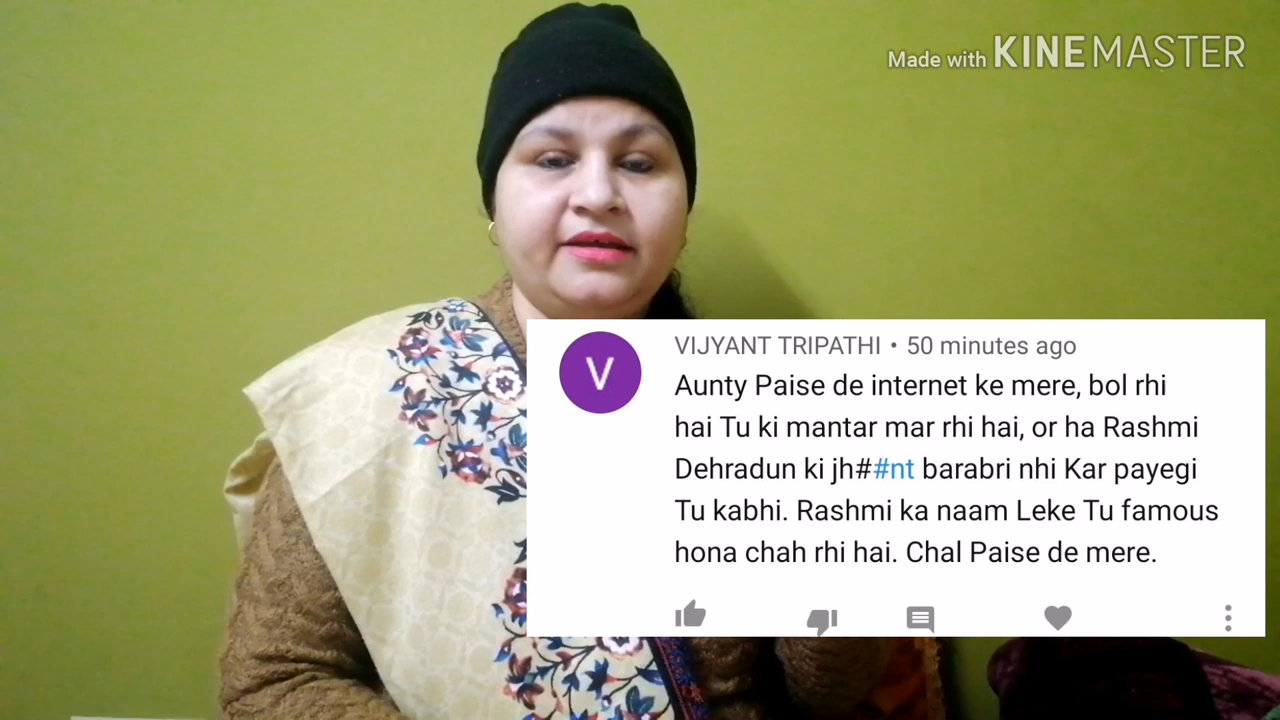 Made with KINEMASTER
V
VIJYANT TRIPATHI • 50 minutes ago
Aunty Paise de internet ke mere, bol rhi
hai Tu ki mantar mar rhi hai, or ha Rashmi
Dehradun ki jh##nt barabri nhi Kar payegi
Tu kabhi. Rashmi ka naam Leke Tu famous
hona chah rhi hai. Chal Paise de mere.